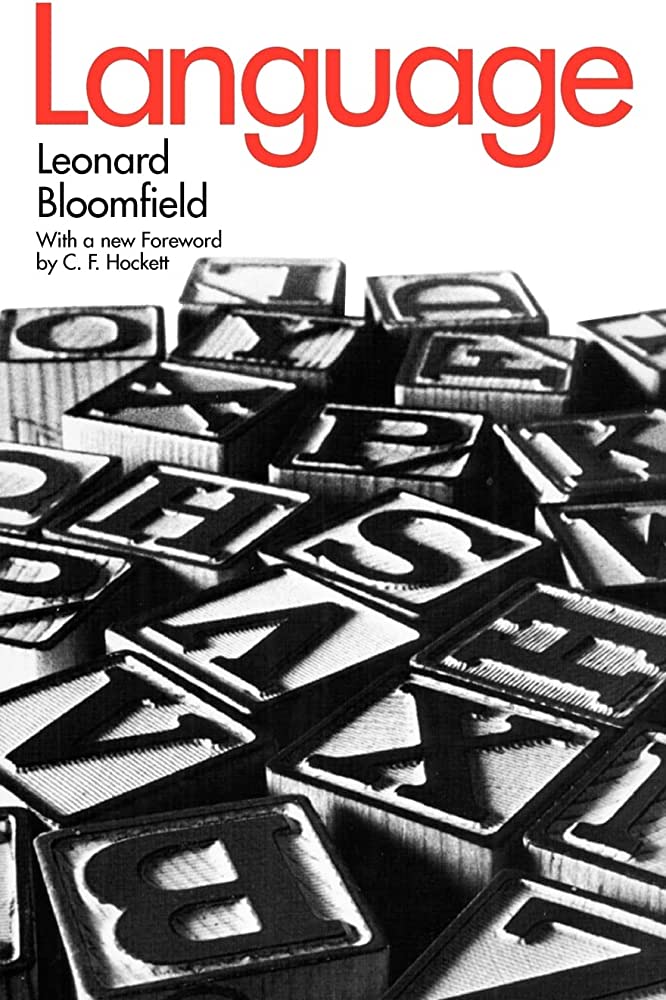 Language
Leonard
Bloomfield
With a new Foreword
by C. F. Hockett
O D
E
X P K
H S
H
X
B